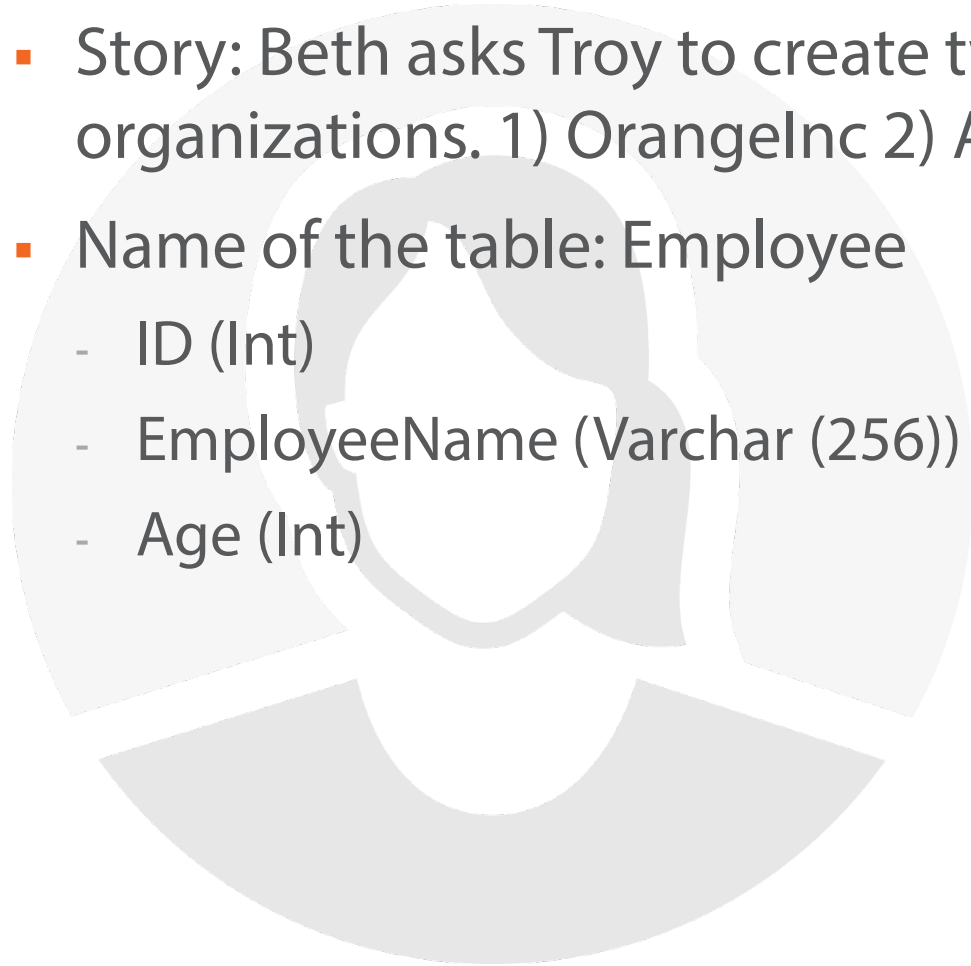 ▪ Story: Beth asks Troy to create
organizations. 1) OrangeInc 2)
▪ Name of the table: Employee
- ID (Int)
- EmployeeName (Varchar (256))
- Age (Int)